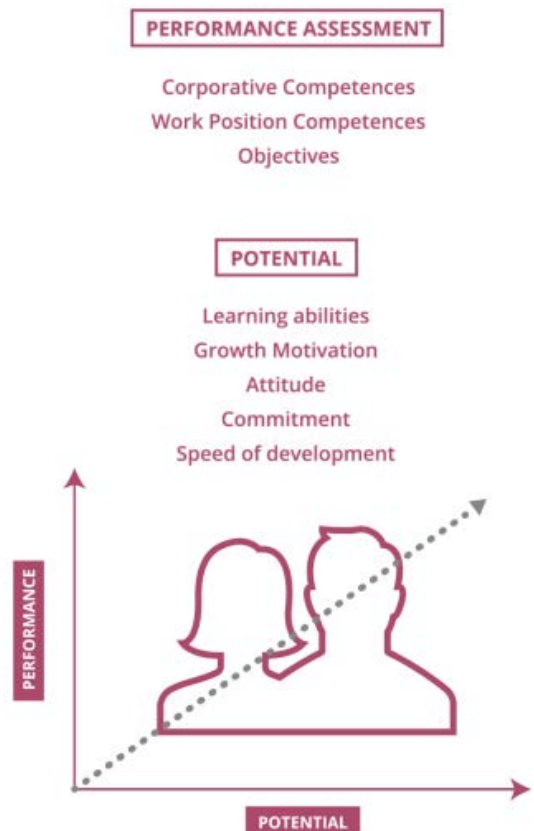 PERFORMANCE ASSESSMENT
Corporative Competences
Work Position Competences
Objectives
POTENTIAL
Learning abilities
Growth Motivation
Attitude
Commitment
Speed of development
PERFORMANCE
POTENTIAL